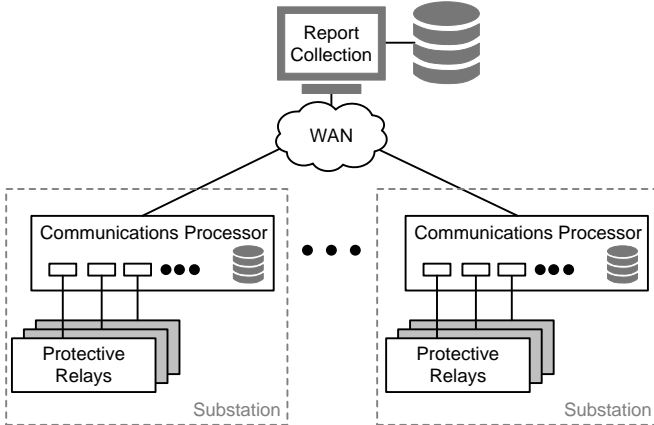 Report
Collection
WAN
Communications Processor
Protective
Relays
Substation
Communications Processor
Protective
Relays
Substation